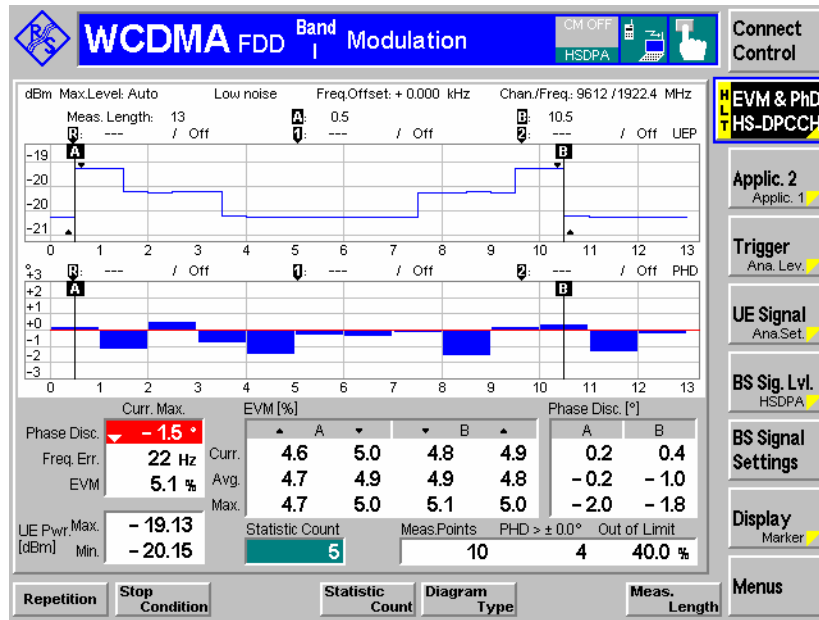 R&S
WCDMA FDD Band I Modulation
CM OFF
HSDPA
Connect Control
dBm Max.Level: Auto Low noise Freq.Offset: + 0.000 kHz Chan./Freq.: 9612 / 1922.4 MHz
Meas. Length: 13 A: 0.5 B: 10.5
R: --- / Off 1: --- / Off 2: --- / Off UEP
A B
-19
-20
-20
-21
0 1 2 3 4 5 6 7 8 9 10 11 12 13
R: --- / Off 1: --- / Off 2: --- / Off PHD
A B
°
+3
+2
+1
+0
-1
-2
-3
0 1 2 3 4 5 6 7 8 9 10 11 12 13
Curr. Max. EVM [%] Phase Disc. [°]
A B A B
Phase Disc. – 1.5 °
Freq. Err. 22 Hz
EVM 5.1 %
Curr. 4.6 5.0 4.8 4.9 0.2 0.4
Avg. 4.7 4.9 4.9 4.8 – 0.2 – 1.0
Max. 4.7 5.0 5.1 5.0 – 2.0 – 1.8
UE Pwr. Max. – 19.13
[dBm] Min. – 20.15
Statistic Count Meas.Points PHD > ± 0.0° Out of Limit
5 10 4 40.0 %
HLT
EVM & PhD
HS-DPCCH
Applic. 2
Applic. 1
Trigger
Ana. Lev.
UE Signal
Ana.Set.
BS Sig. Lvl.
HSDPA
BS Signal
Settings
Display
Marker
Menus
Repetition
Stop Condition
Statistic Count
Diagram Type
Meas. Length